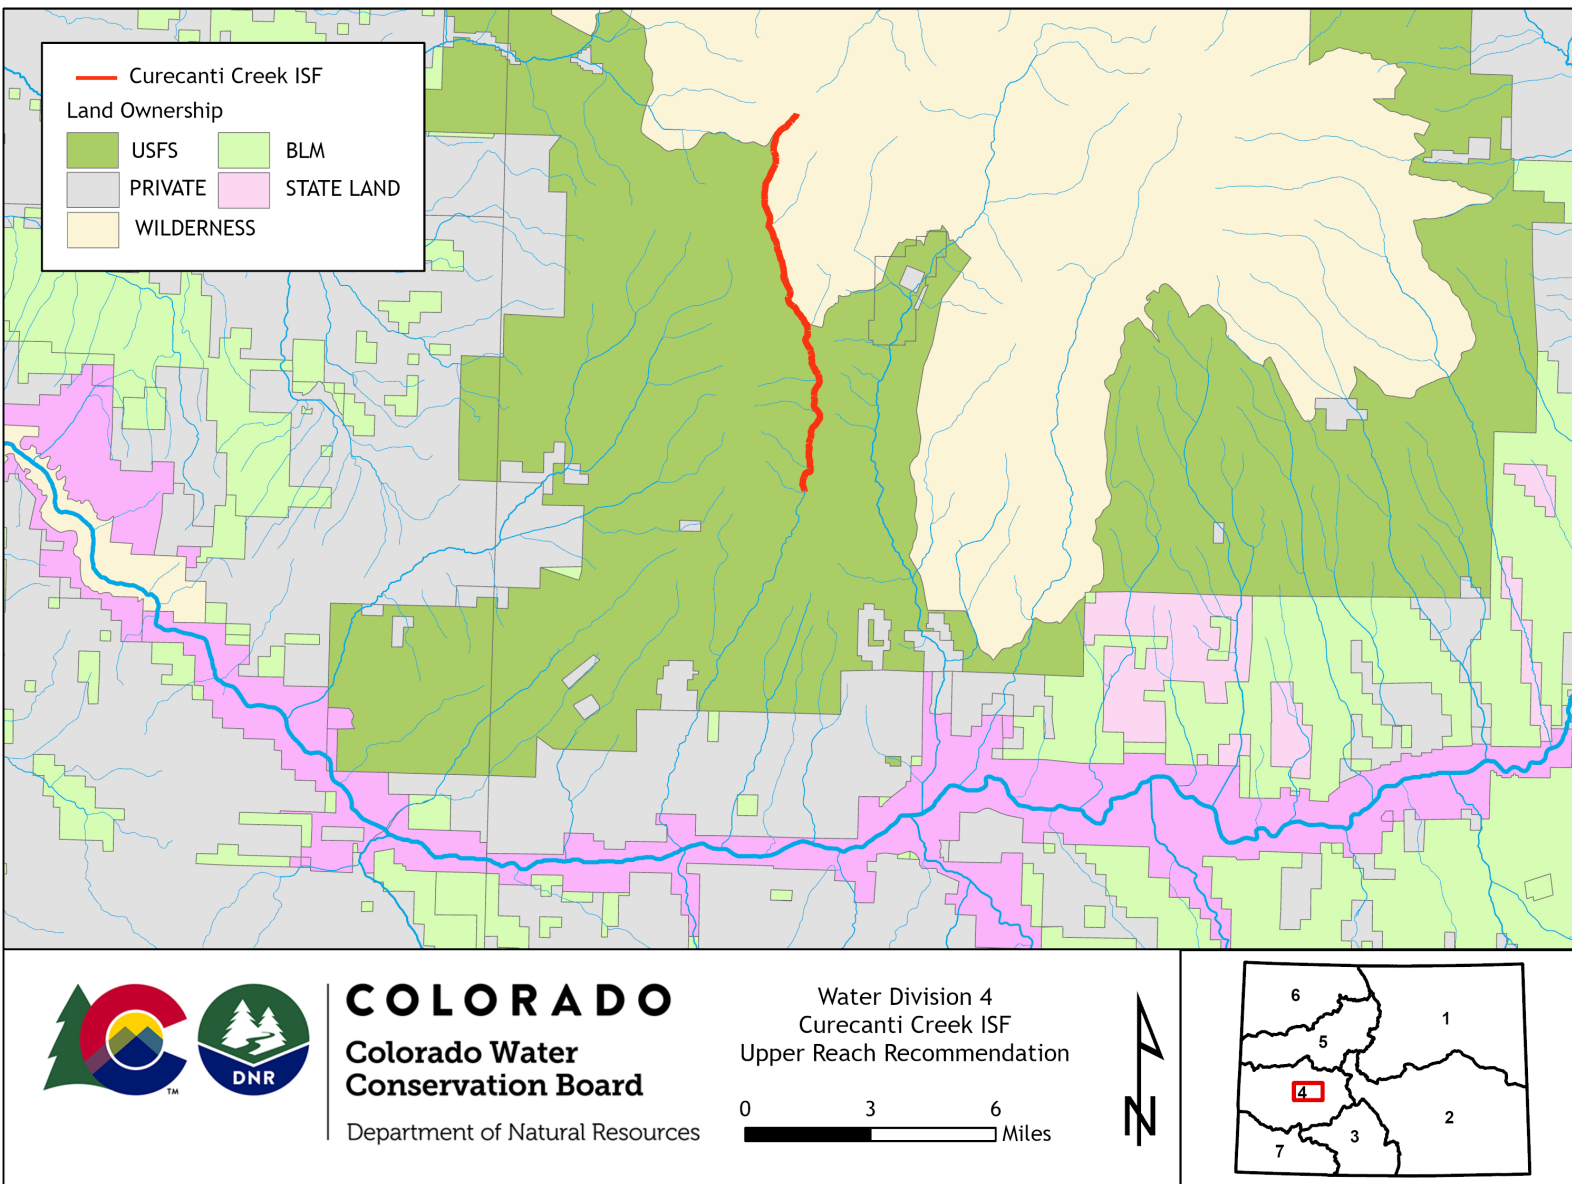 Curecanti Creek ISF
Land Ownership
USFS
BLM
PRIVATE
STATE LAND
WILDERNESS
COLORADO
Colorado Water
Conservation Board
Department of Natural Resources
TM
DNR
Water Division 4
Curecanti Creek ISF
Upper Reach Recommendation
0 3 6
Miles
N
6
1
5
4
2
3
7